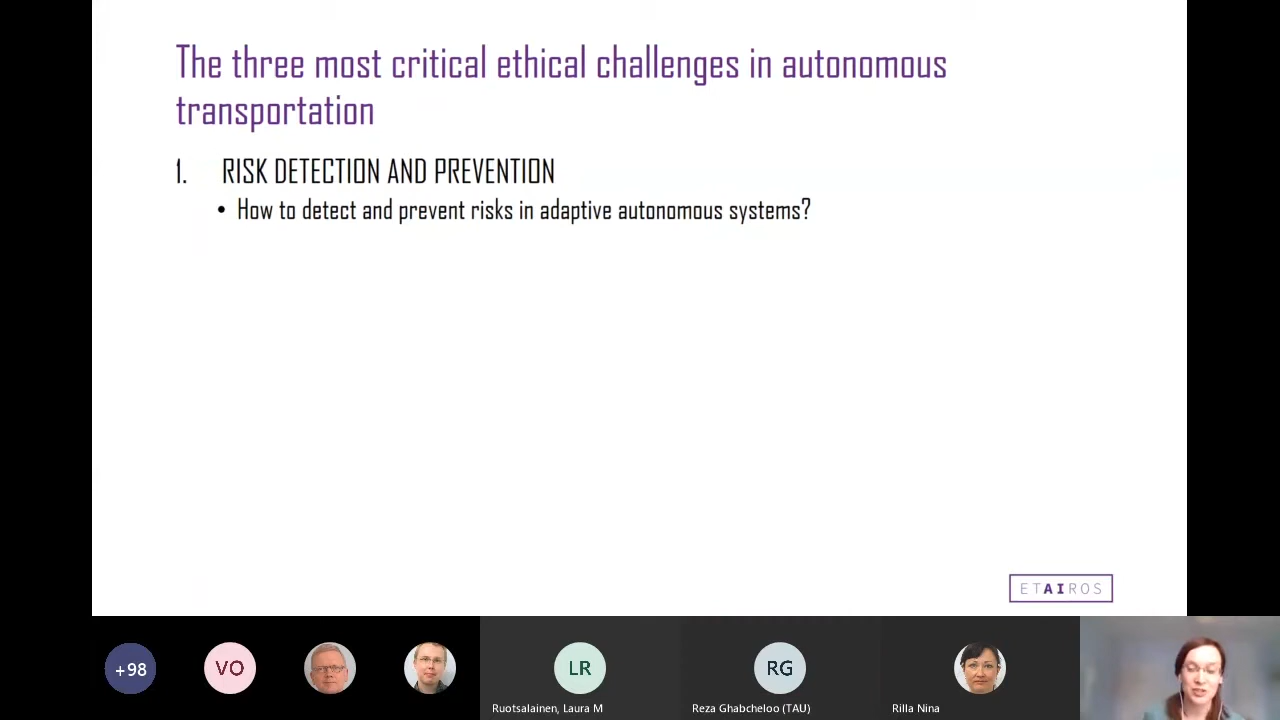 The three most critical ethical challenges in autonomous
transportation
1. RISK DETECTION AND PREVENTION
• How to detect and prevent risks in adaptive autonomous systems?
ETAIROS
+98
VO
LR
RG
Ruotsalainen, Laura M
Reza Ghabcheloo (TAU)
Rilla Nina